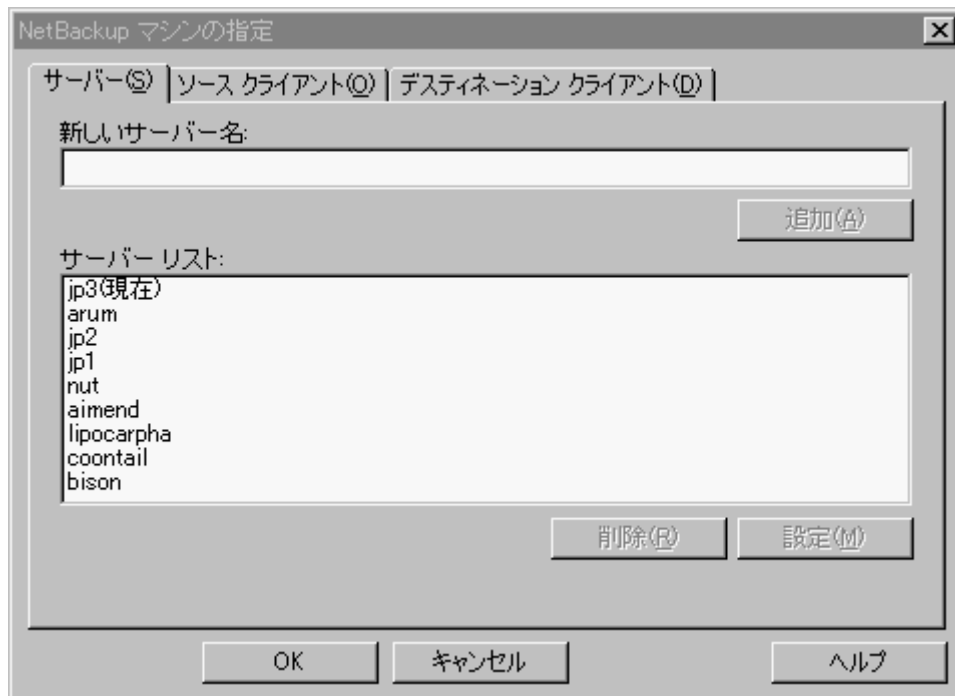 NetBackup マシンの指定
サーバー(S) ソース クライアント(O) デスティネーション クライアント(D)
新しいサーバー名:
追加(A)
サーバー リスト:
jp3(現在)
arum
jp2
jp1
nut
aimend
lipocarpha
coontail
bison
削除(R) 設定(M)
OK キャンセル ヘルプ